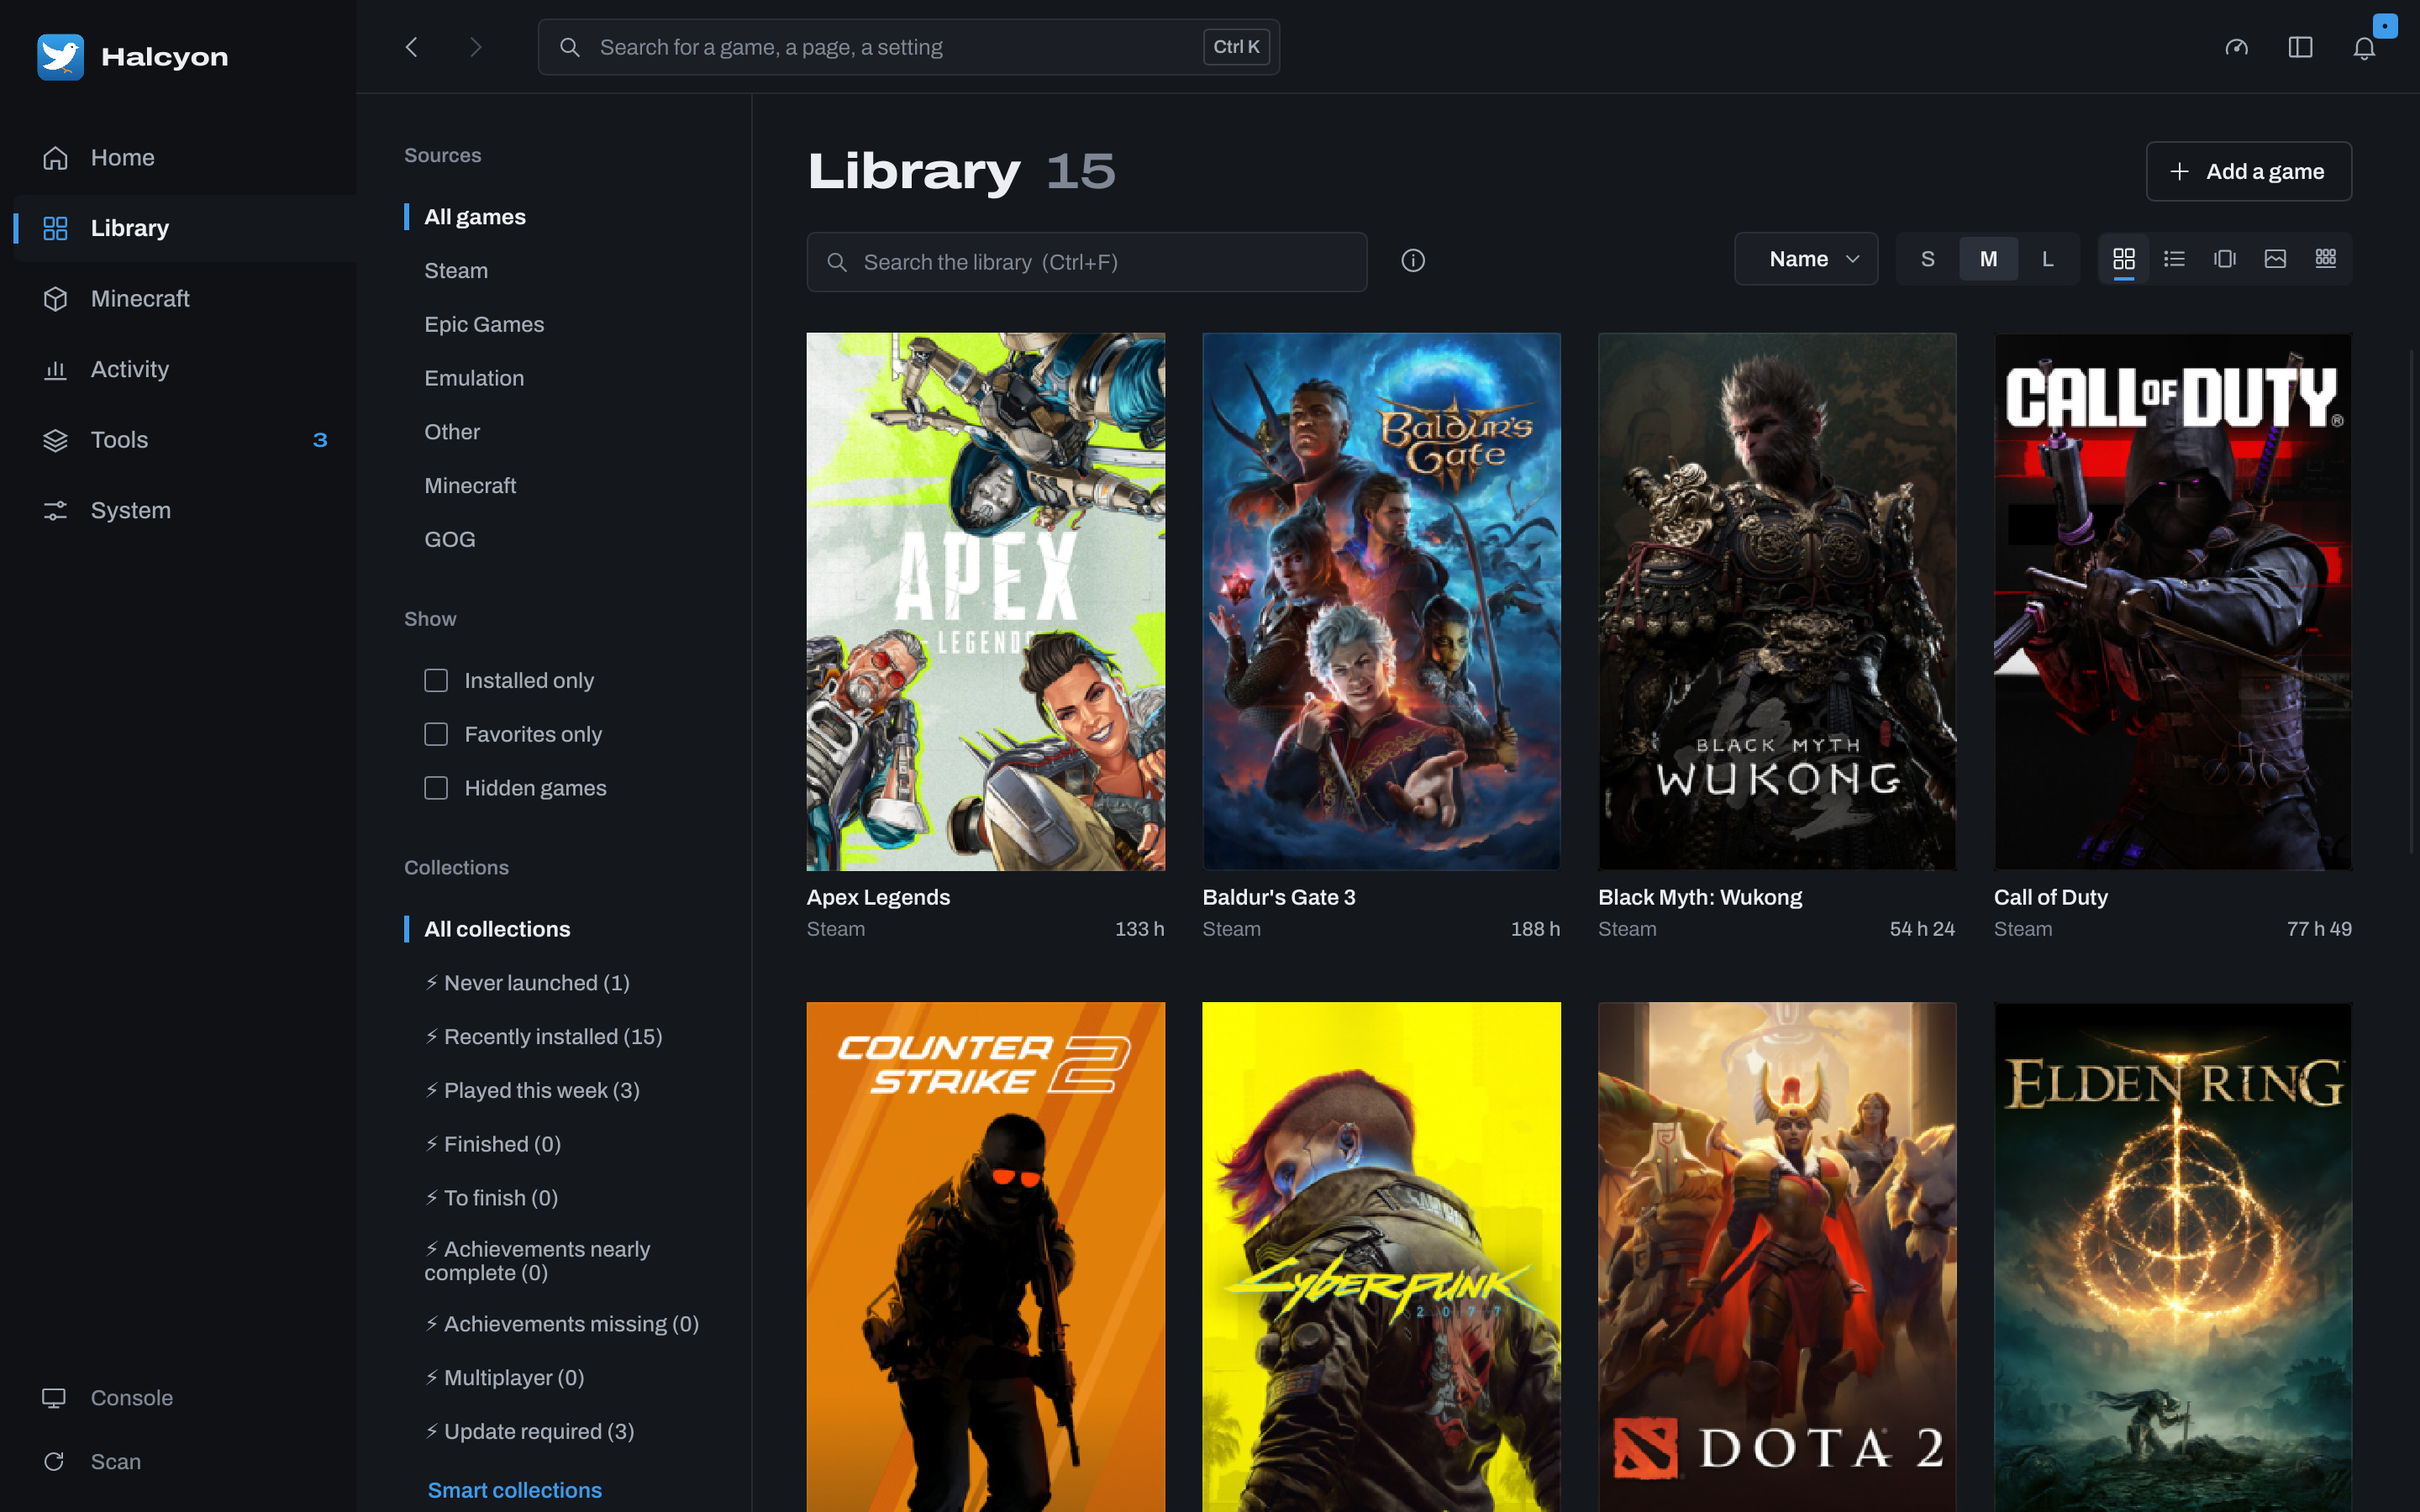 Halcyon
Search for a game, a page, a setting
Ctrl K
Home
Library
Minecraft
Activity
Tools
3
System
Console
Scan
Sources
All games
Steam
Epic Games
Emulation
Other
Minecraft
GOG
Show
Installed only
Favorites only
Hidden games
Collections
All collections
⚡ Never launched (1)
⚡ Recently installed (15)
⚡ Played this week (3)
⚡ Finished (0)
⚡ To finish (0)
⚡ Achievements nearly
complete (0)
⚡ Achievements missing (0)
⚡ Multiplayer (0)
⚡ Update required (3)
Smart collections
Library 15
Add a game
Search the library (Ctrl+F)
Name
S M L
APEX
LEGENDS
Apex Legends
Steam 133 h
Baldur's
Gate
III
Baldur's Gate 3
Steam 188 h
BLACK MYTH
WUKONG
Black Myth: Wukong
Steam 54 h 24
CALL OF DUTY®
Call of Duty
Steam 77 h 49
COUNTER
STRIKE 2
Cyberpunk
2077
DOTA 2
ELDEN RING